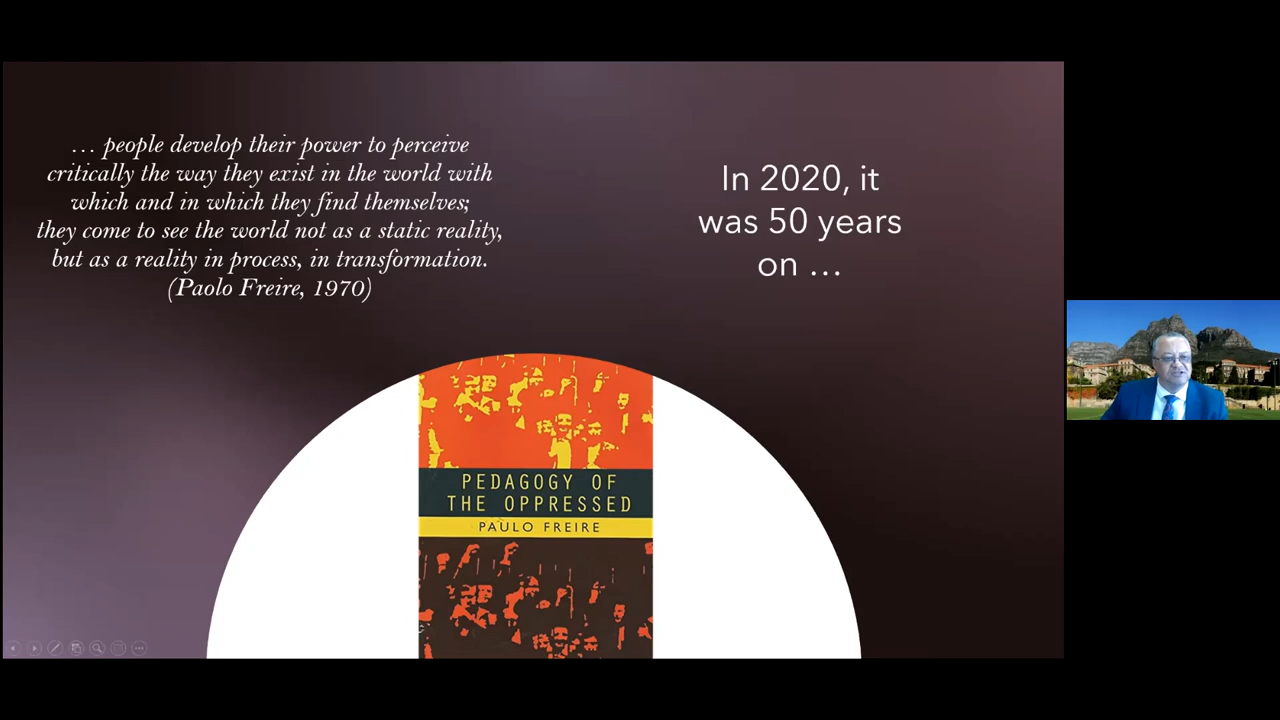 … people develop their power to perceive
critically the way they exist in the world with
which and in which they find themselves;
they come to see the world not as a static reality,
but as a reality in process, in transformation.
(Paolo Freire, 1970)
In 2020, it
was 50 years
on …
PEDAGOGY OF
THE OPPRESSED
PAULO FREIRE